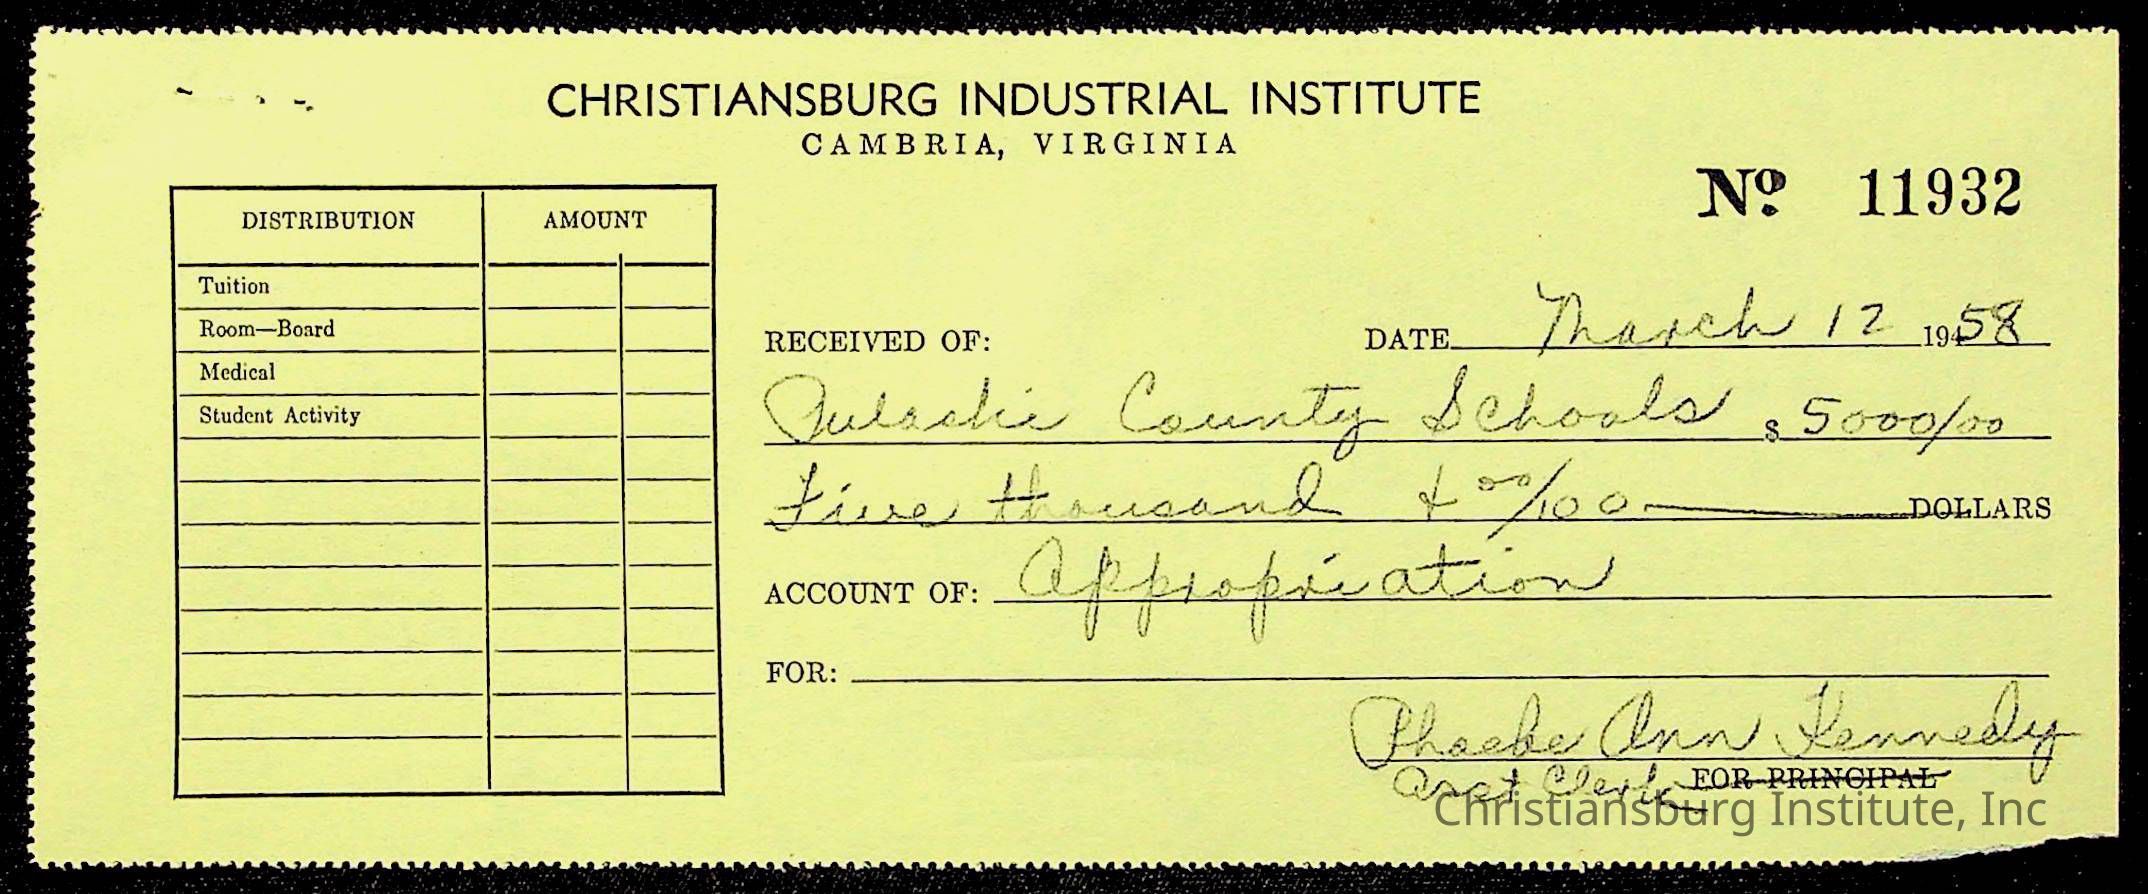 CHRISTIANSBURG INDUSTRIAL INSTITUTE
CAMBRIA, VIRGINIA
Nº 11932
DISTRIBUTION AMOUNT
Tuition
Room—Board
Medical
Student Activity
RECEIVED OF: DATE March 12 1958
Pulaski County Schools $ 5000/00
Five thousand & 00/100 DOLLARS
ACCOUNT OF: Appropriation
FOR:
Phoebe Ann Kennedy
Asst Clerk FOR PRINCIPAL
Christiansburg Institute, Inc